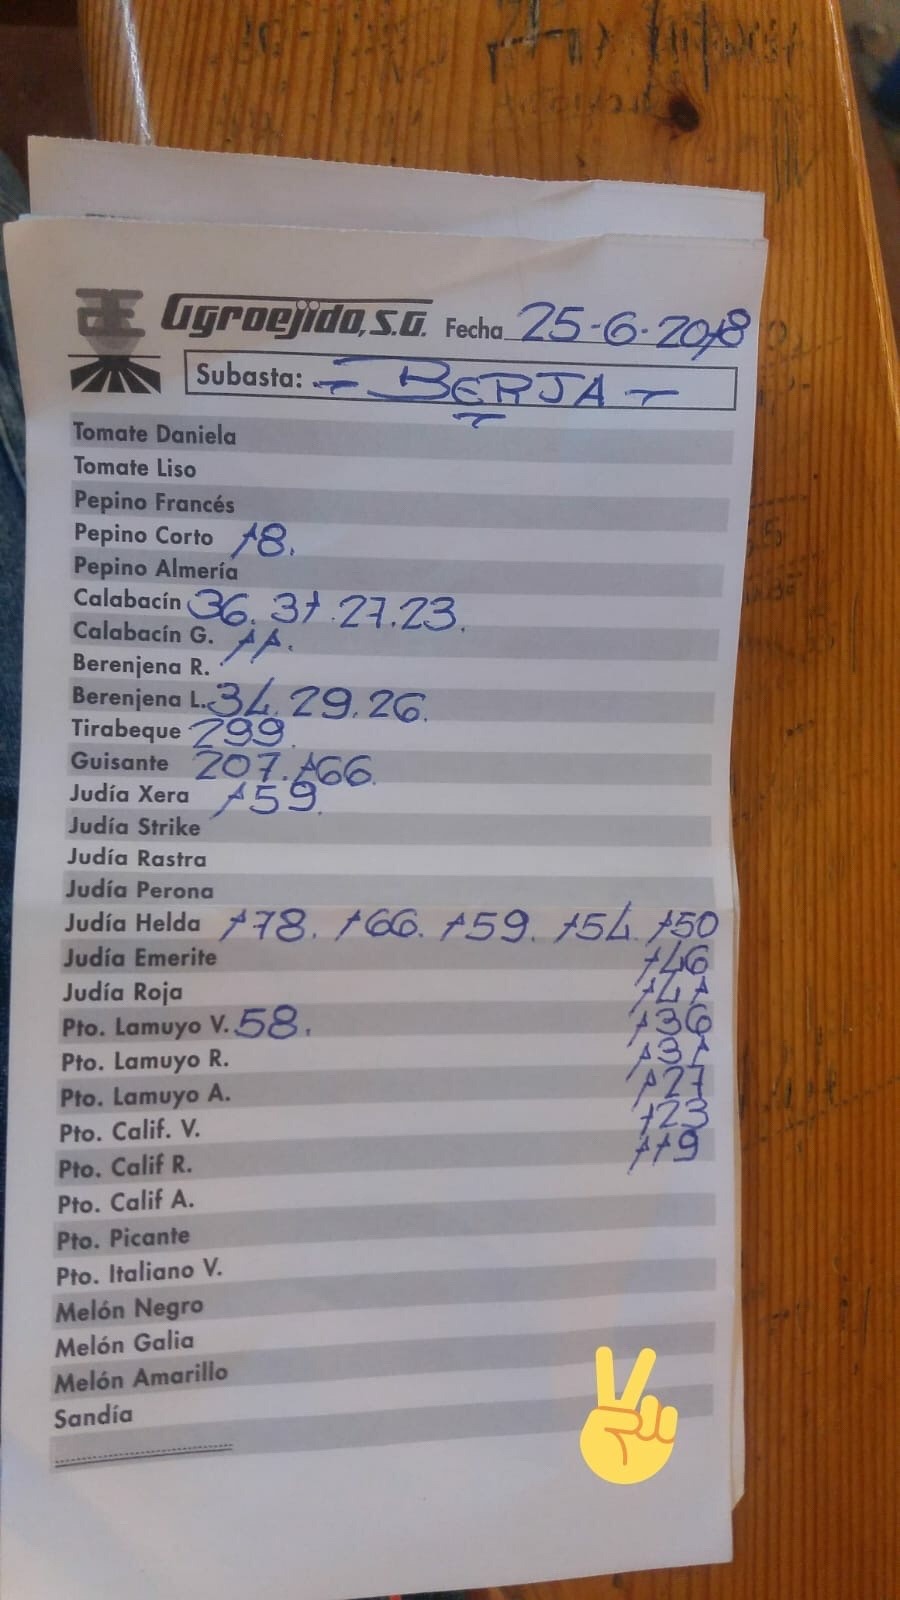 Agroejido, S.A. Fecha 25-6-2018
Subasta: - BERJA -
Tomate Daniela
Tomate Liso
Pepino Francés
Pepino Corto 18.
Pepino Almería
Calabacín 36. 31. 27. 23.
Calabacín G. 11.
Berenjena R.
Berenjena L. 34. 29. 26.
Tirabeque 299.
Guisante 207. 166.
Judía Xera 159.
Judía Strike
Judía Rastra
Judía Perona
Judía Helda 178. 166. 159. 154. 150
Judía Emerite 146
Judía Roja 141
Pto. Lamuyo V. 58. 136
Pto. Lamuyo R. 131
Pto. Lamuyo A. 127
Pto. Calif. V. 123
Pto. Calif R. 119
Pto. Calif A.
Pto. Picante
Pto. Italiano V.
Melón Negro
Melón Galia
Melón Amarillo
Sandía